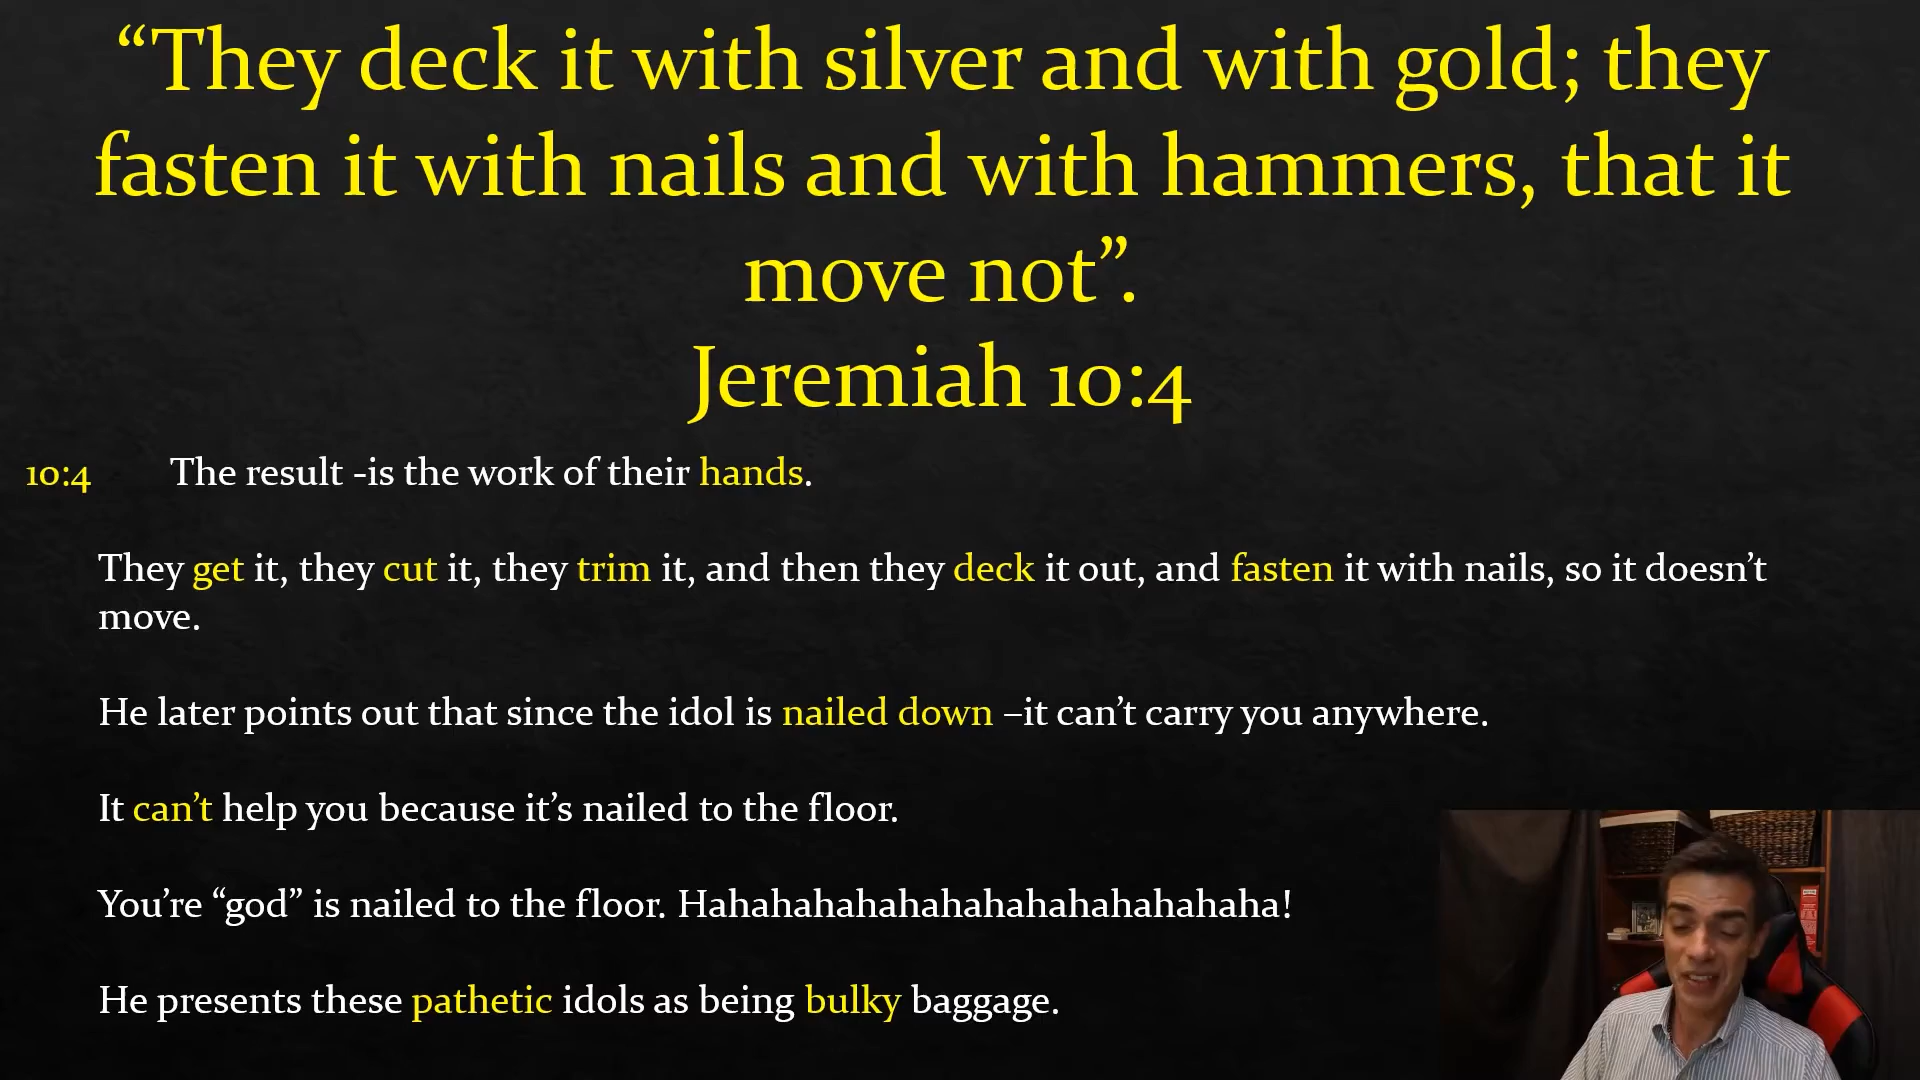 “They deck it with silver and with gold; they
fasten it with nails and with hammers, that it
move not”.
Jeremiah 10:4
10:4 The result -is the work of their hands.
They get it, they cut it, they trim it, and then they deck it out, and fasten it with nails, so it doesn’t
move.
He later points out that since the idol is nailed down –it can’t carry you anywhere.
It can’t help you because it’s nailed to the floor.
You’re “god” is nailed to the floor. Hahahahahahahahahahahahahaha!
He presents these pathetic idols as being bulky baggage.